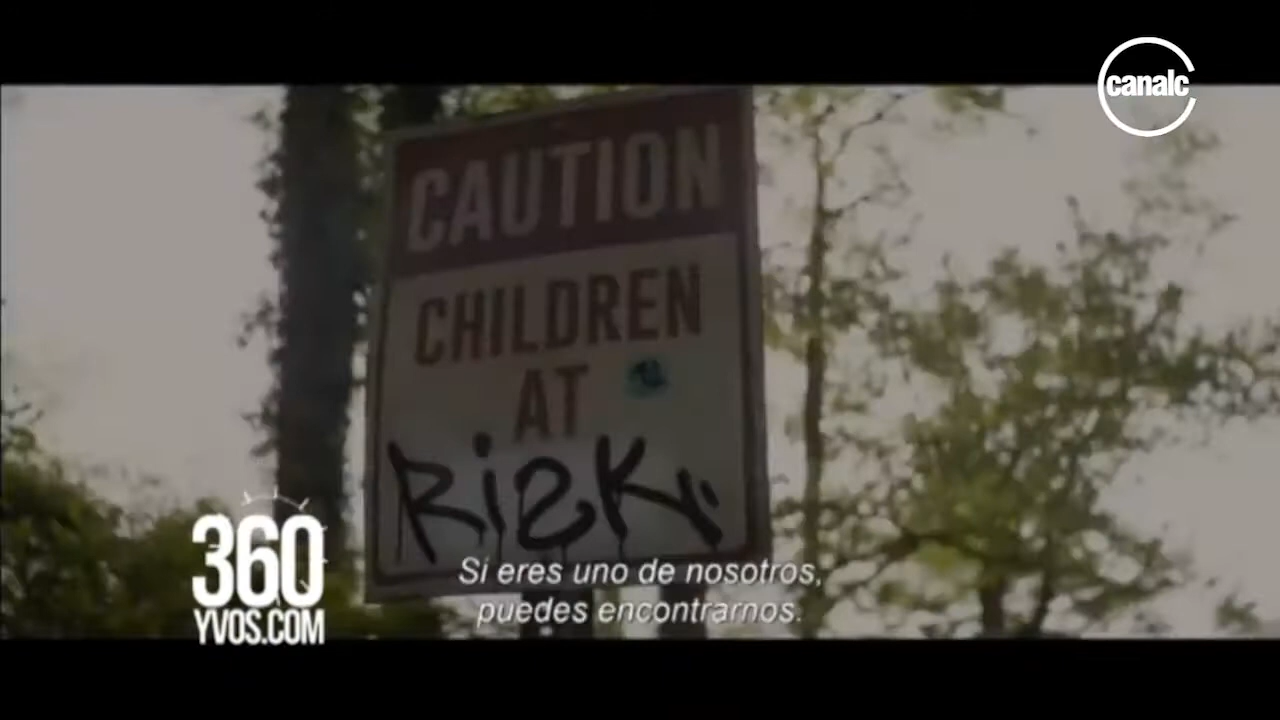 canalc
CAUTION
CHILDREN
AT
RiSK
360
YVOS.COM
Si eres uno de nosotros,
puedes encontrarnos.